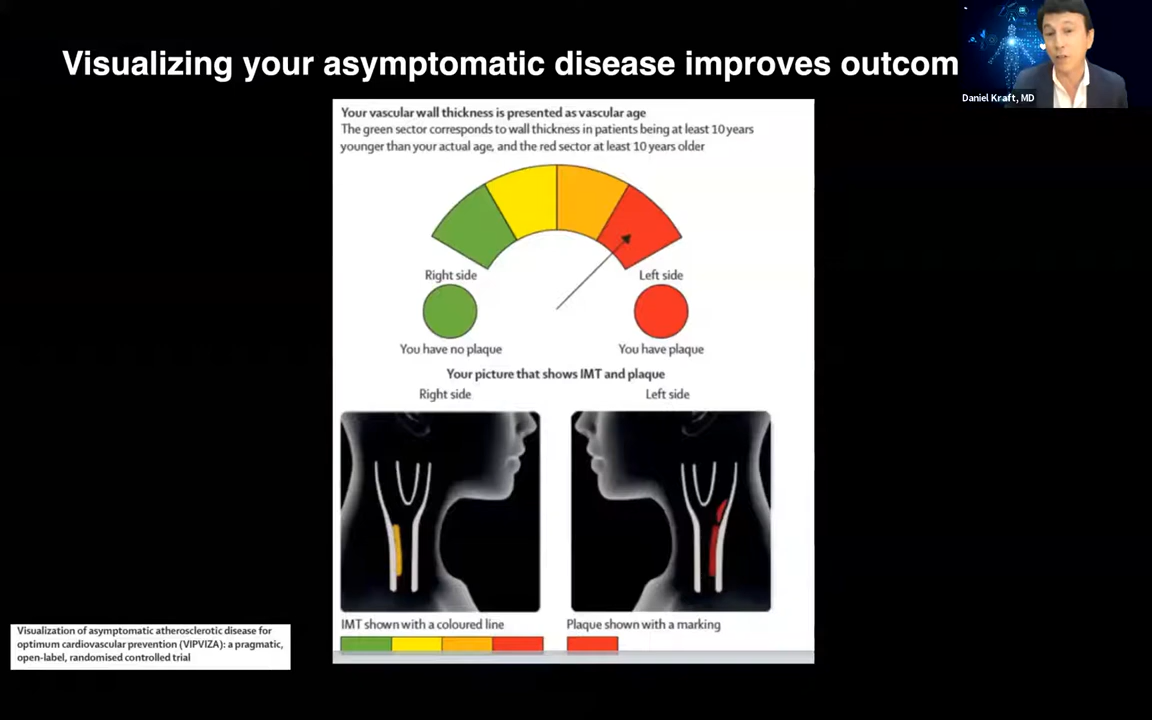 Visualizing your asymptomatic disease improves outcom
Daniel Kraft, MD
Your vascular wall thickness is presented as vascular age
The green sector corresponds to wall thickness in patients being at least 10 years
younger than your actual age, and the red sector at least 10 years older
Right side
Left side
You have no plaque
You have plaque
Your picture that shows IMT and plaque
Right side
Left side
IMT shown with a coloured line
Plaque shown with a marking
Visualization of asymptomatic atherosclerotic disease for
optimum cardiovascular prevention (VIPVIZA): a pragmatic,
open-label, randomised controlled trial